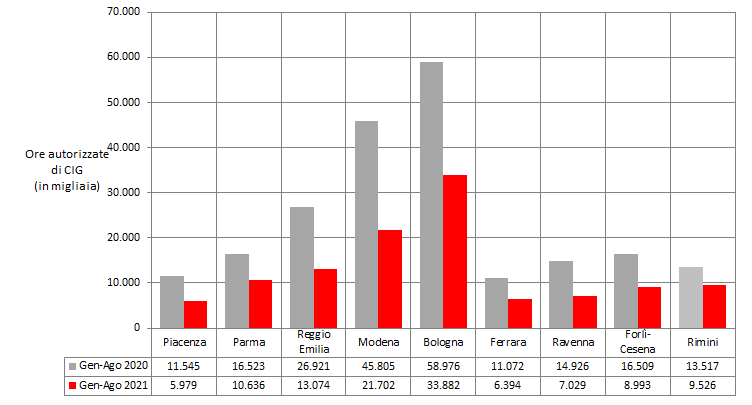 70.000
60.000
50.000
40.000
30.000
20.000
10.000
0
Ore autorizzate
di CIG
(in migliaia)
Piacenza Parma Reggio Emilia Modena Bologna Ferrara Ravenna Forlì-Cesena Rimini
Gen-Ago 2020 11.545 16.523 26.921 45.805 58.976 11.072 14.926 16.509 13.517
Gen-Ago 2021 5.979 10.636 13.074 21.702 33.882 6.394 7.029 8.993 9.526